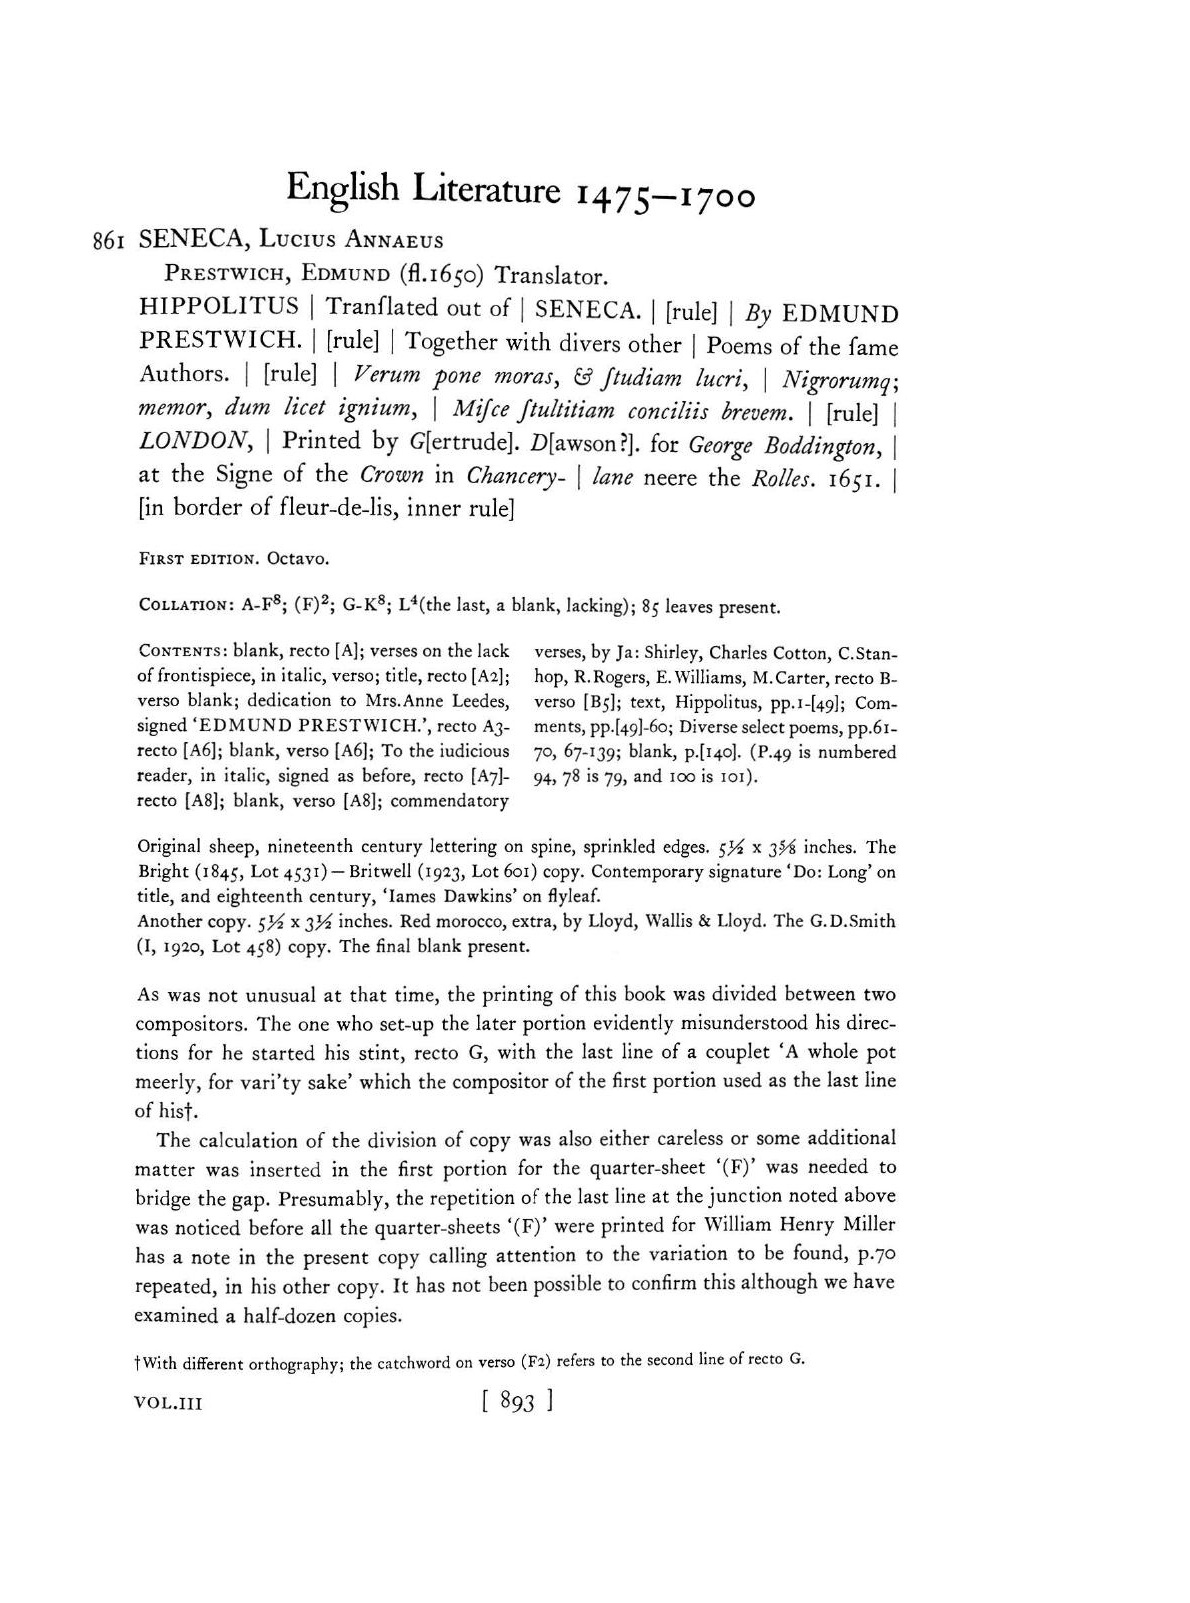 English Literature 1475–1700
861 SENECA, Lucius Annaeus
Prestwich, Edmund (fl.1650) Translator.
HIPPOLITUS | Tranſlated out of | SENECA. | [rule] | By EDMUND
PRESTWICH. | [rule] | Together with divers other | Poems of the ſame
Authors. | [rule] | Verum pone moras, & ſtudiam lucri, | Nigrorumq;
memor, dum licet ignium, | Miſce ſtultitiam conciliis brevem. | [rule] |
LONDON, | Printed by G[ertrude]. D[awson?]. for George Boddington, |
at the Signe of the Crown in Chancery- | lane neere the Rolles. 1651. |
[in border of fleur-de-lis, inner rule]
First edition. Octavo.
Collation: A-F⁸; (F)²; G-K⁸; L⁴(the last, a blank, lacking); 85 leaves present.
Contents: blank, recto [A]; verses on the lack
of frontispiece, in italic, verso; title, recto [A2];
verso blank; dedication to Mrs.Anne Leedes,
signed ‘EDMUND PRESTWICH.’, recto A3-
recto [A6]; blank, verso [A6]; To the iudicious
reader, in italic, signed as before, recto [A7]-
recto [A8]; blank, verso [A8]; commendatory
verses, by Ja: Shirley, Charles Cotton, C.Stan-
hop, R.Rogers, E.Williams, M.Carter, recto B-
verso [B5]; text, Hippolitus, pp.1-[49]; Com-
ments, pp.[49]-60; Diverse select poems, pp.61-
70, 67-139; blank, p.[140]. (P.49 is numbered
94, 78 is 79, and 100 is 101).
Original sheep, nineteenth century lettering on spine, sprinkled edges. 5½ x 3⅝ inches. The
Bright (1845, Lot 4531) — Britwell (1923, Lot 601) copy. Contemporary signature ‘Do: Long’ on
title, and eighteenth century, ‘Iames Dawkins’ on flyleaf.
Another copy. 5½ x 3½ inches. Red morocco, extra, by Lloyd, Wallis & Lloyd. The G.D.Smith
(I, 1920, Lot 458) copy. The final blank present.
As was not unusual at that time, the printing of this book was divided between two
compositors. The one who set-up the later portion evidently misunderstood his direc-
tions for he started his stint, recto G, with the last line of a couplet ‘A whole pot
meerly, for vari’ty sake’ which the compositor of the first portion used as the last line
of his†.
The calculation of the division of copy was also either careless or some additional
matter was inserted in the first portion for the quarter-sheet ‘(F)’ was needed to
bridge the gap. Presumably, the repetition of the last line at the junction noted above
was noticed before all the quarter-sheets ‘(F)’ were printed for William Henry Miller
has a note in the present copy calling attention to the variation to be found, p.70
repeated, in his other copy. It has not been possible to confirm this although we have
examined a half-dozen copies.
†With different orthography; the catchword on verso (F2) refers to the second line of recto G.
VOL.III [ 893 ]